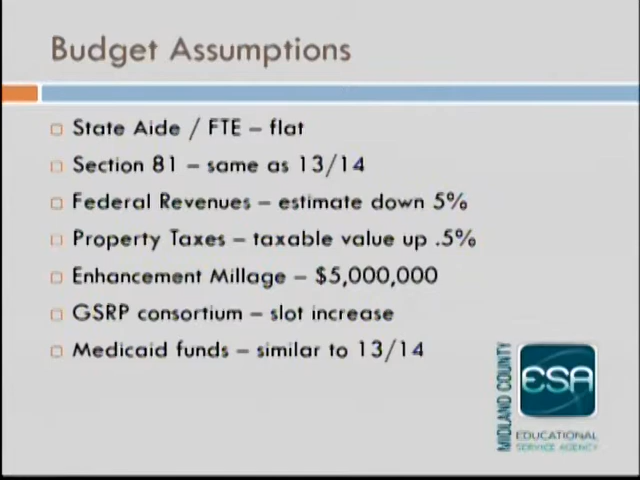 Budget Assumptions
State Aide / FTE – flat
Section 81 – same as 13/14
Federal Revenues – estimate down 5%
Property Taxes – taxable value up .5%
Enhancement Millage – $5,000,000
GSRP consortium – slot increase
Medicaid funds – similar to 13/14
MIDLAND COUNTY
ESA
EDUCATIONAL
SERVICE AGENCY